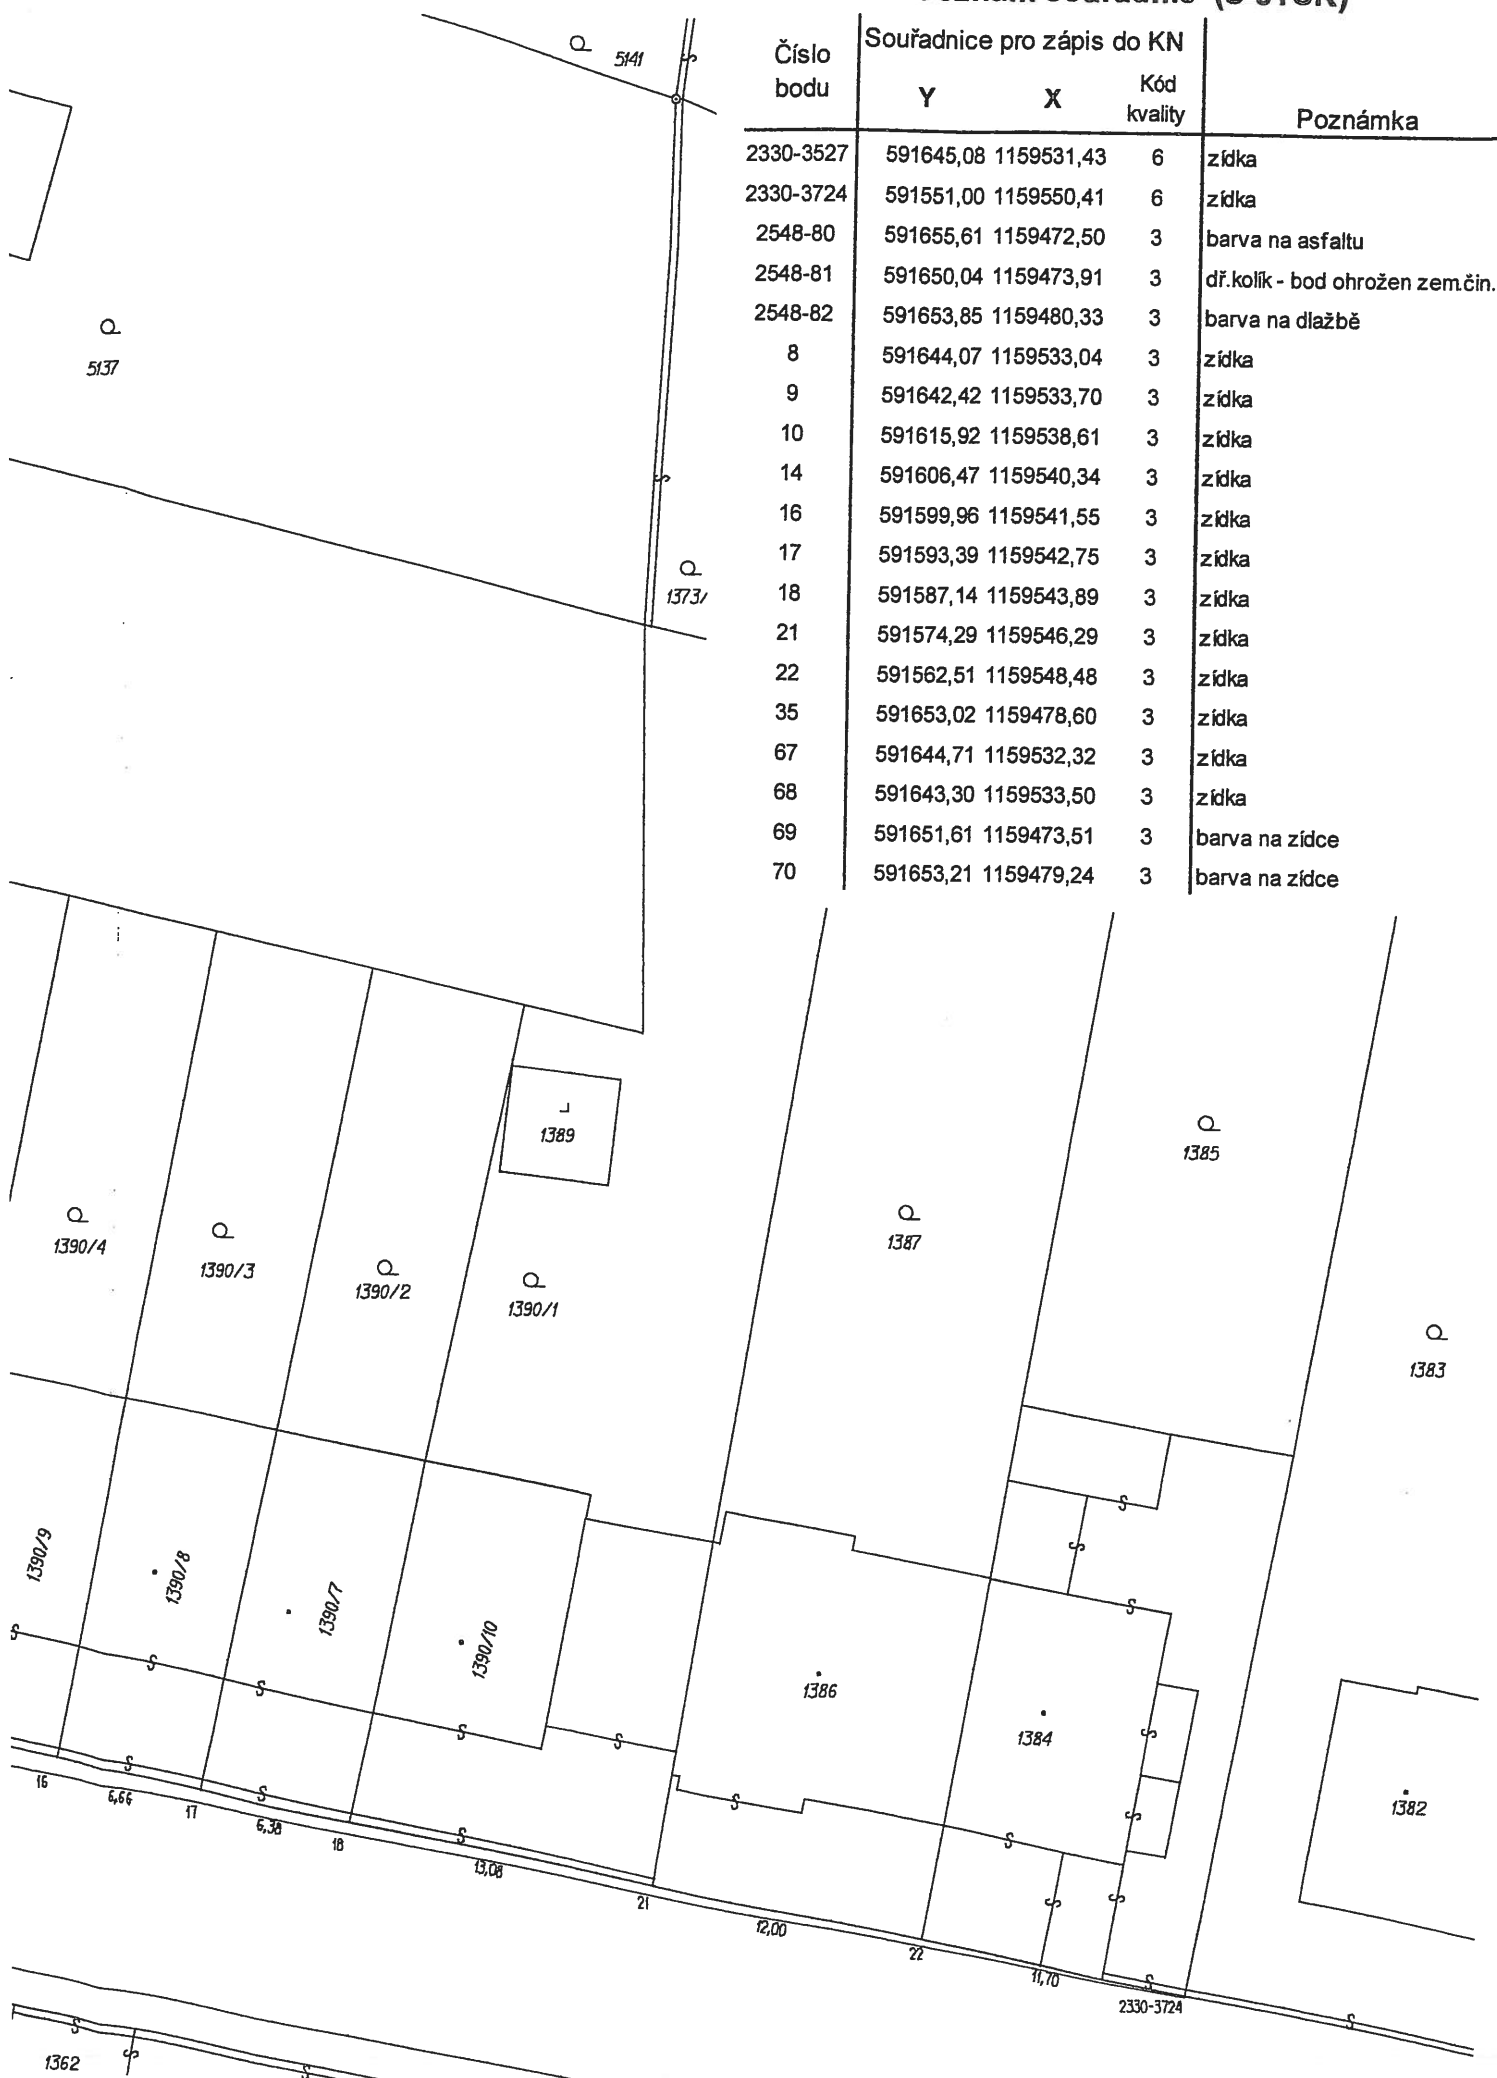 souřadnic (S-JTSK)
Číslo bodu Souřadnice pro zápis do KN
Y X Kód kvality Poznámka
2330-3527 591645,08 1159531,43 6 zídka
2330-3724 591551,00 1159550,41 6 zídka
2548-80 591655,61 1159472,50 3 barva na asfaltu
2548-81 591650,04 1159473,91 3 dř.kolík - bod ohrožen zem.čin.
2548-82 591653,85 1159480,33 3 barva na dlažbě
8 591644,07 1159533,04 3 zídka
9 591642,42 1159533,70 3 zídka
10 591615,92 1159538,61 3 zídka
14 591606,47 1159540,34 3 zídka
16 591599,96 1159541,55 3 zídka
17 591593,39 1159542,75 3 zídka
18 591587,14 1159543,89 3 zídka
21 591574,29 1159546,29 3 zídka
22 591562,51 1159548,48 3 zídka
35 591653,02 1159478,60 3 zídka
67 591644,71 1159532,32 3 zídka
68 591643,30 1159533,50 3 zídka
69 591651,61 1159473,51 3 barva na zídce
70 591653,21 1159479,24 3 barva na zídce
5141
5137
1373/
1389
1385
1390/4
1390/3
1390/2
1390/1
1387
1383
1390/9
1390/8
1390/7
1390/10
1386
1384
1382
16
6,66
17
6,38
18
13,08
21
12,00
22
11,70
2330-3724
1362